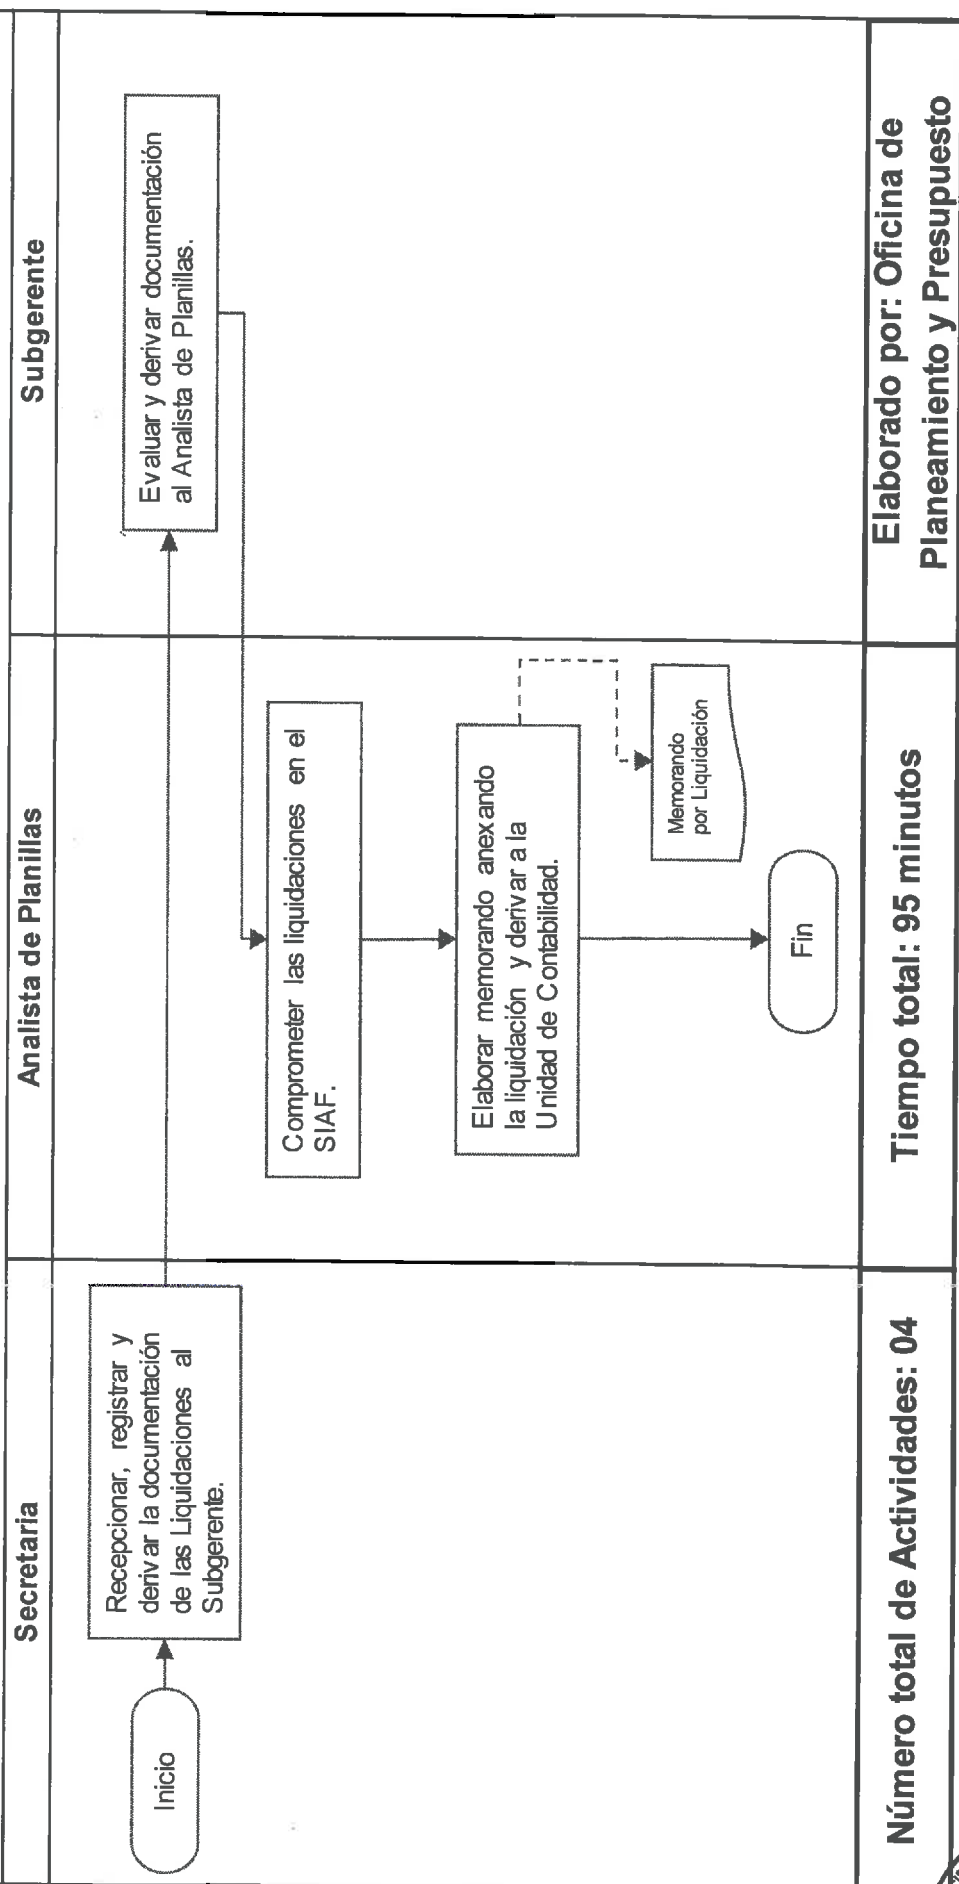 Secretaria
Analista de Planillas
Subgerente
Inicio
Recepcionar, registrar y
derivar la documentación
de las Liquidaciones al
Subgerente.
Evaluar y derivar documentación
al Analista de Planillas.
Comprometer las liquidaciones en el
SIAF.
Elaborar memorando anexando
la liquidación y derivar a la
Unidad de Contabilidad.
Memorando
por Liquidación
Fin
Número total de Actividades: 04
Tiempo total: 95 minutos
Elaborado por: Oficina de
Planeamiento y Presupuesto